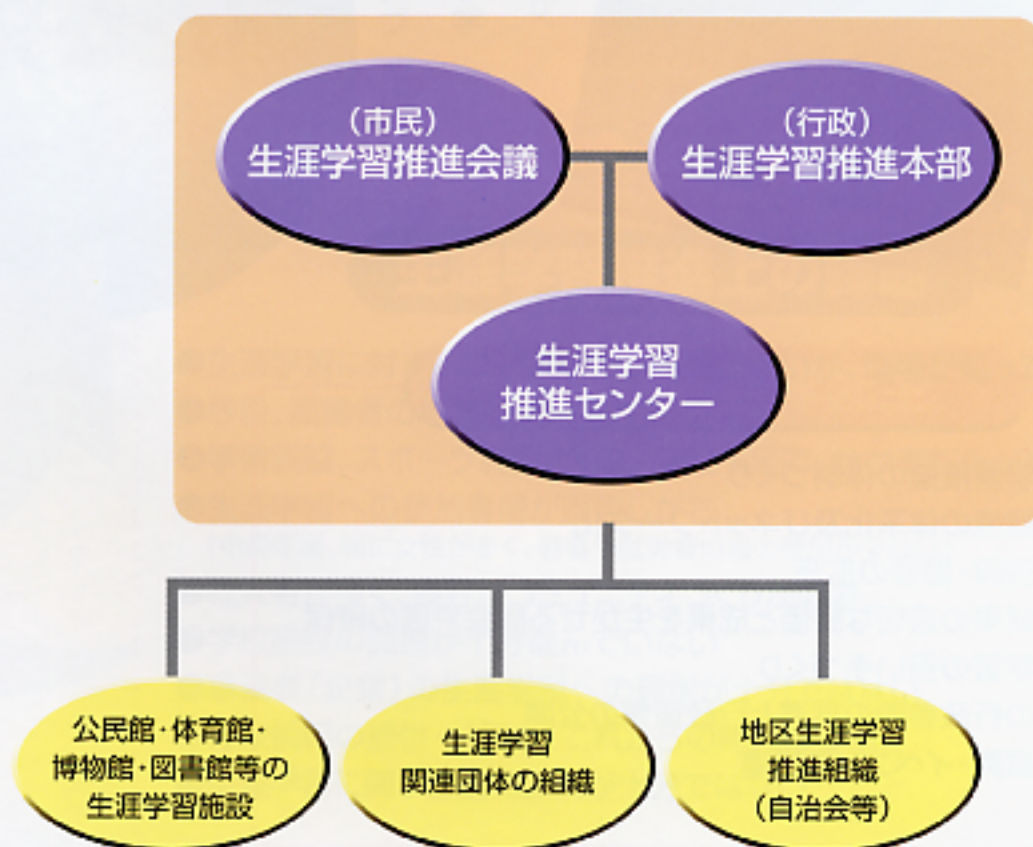 （市民）
生涯学習推進会議
（行政）
生涯学習推進本部
生涯学習
推進センター
公民館・体育館・
博物館・図書館等の
生涯学習施設
生涯学習
関連団体の組織
地区生涯学習
推進組織
（自治会等）